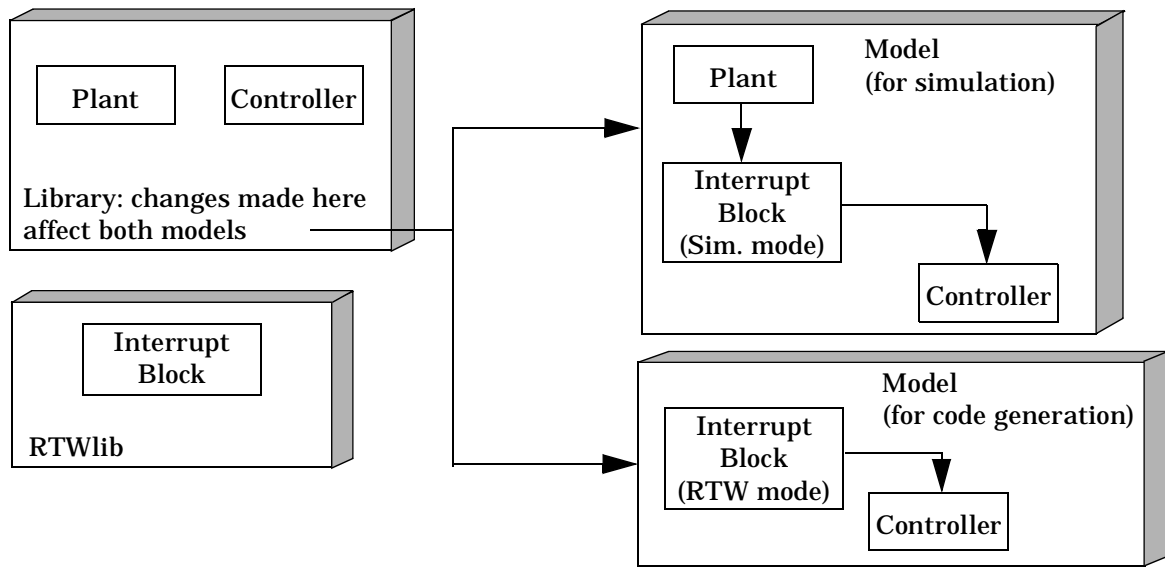 Plant
Controller
Library: changes made here
affect both models
Interrupt
Block
RTWlib
Model
(for simulation)
Plant
Interrupt
Block
(Sim. mode)
Controller
Model
(for code generation)
Interrupt
Block
(RTW mode)
Controller